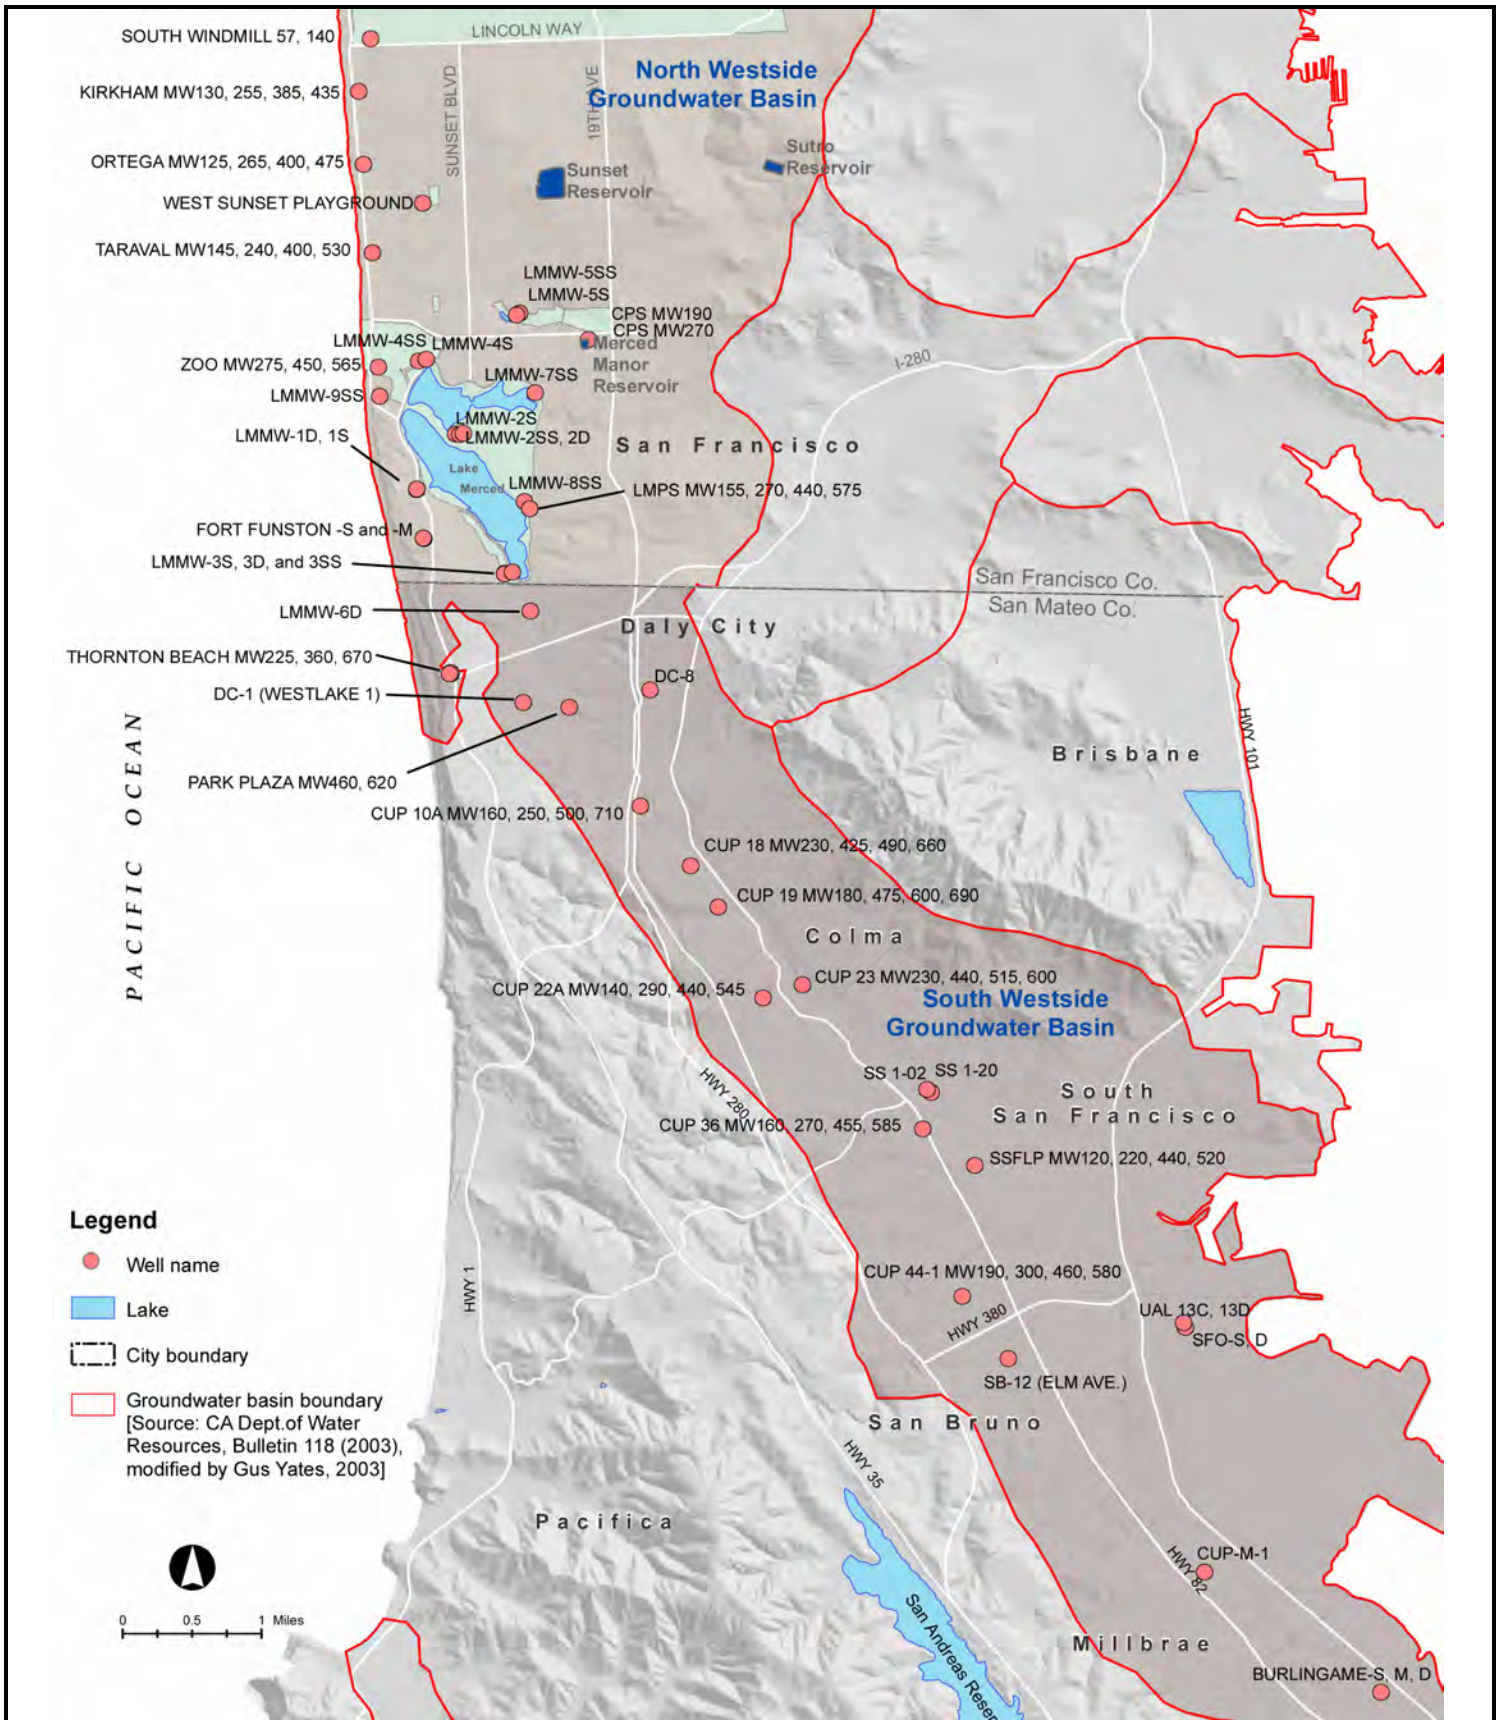 SOUTH WINDMILL 57, 140
LINCOLN WAY
North Westside
Groundwater Basin
KIRKHAM MW130, 255, 385, 435
SUNSET BLVD
19TH AVE
ORTEGA MW125, 265, 400, 475
Sutro
Reservoir
Sunset
Reservoir
WEST SUNSET PLAYGROUND
TARAVAL MW145, 240, 400, 530
LMMW-5SS
LMMW-5S
CPS MW190
CPS MW270
LMMW-4SS
LMMW-4S
Merced
Manor
Reservoir
ZOO MW275, 450, 565
LMMW-7SS
I-280
LMMW-9SS
LMMW-2S
LMMW-2SS, 2D
LMMW-1D, 1S
San Francisco
Lake
Merced
LMMW-8SS
LMPS MW155, 270, 440, 575
FORT FUNSTON -S and -M
LMMW-3S, 3D, and 3SS
San Francisco Co.
San Mateo Co.
LMMW-6D
Daly City
THORNTON BEACH MW225, 360, 670
DC-8
DC-1 (WESTLAKE 1)
PACIFIC OCEAN
HWY 101
Brisbane
PARK PLAZA MW460, 620
CUP 10A MW160, 250, 500, 710
CUP 18 MW230, 425, 490, 660
CUP 19 MW180, 475, 600, 690
Colma
CUP 23 MW230, 440, 515, 600
CUP 22A MW140, 290, 440, 545
South Westside
Groundwater Basin
SS 1-02
SS 1-20
HWY 280
South
San Francisco
CUP 36 MW160, 270, 455, 585
SSFLP MW120, 220, 440, 520
Legend
Well name
Lake
City boundary
Groundwater basin boundary
[Source: CA Dept.of Water
Resources, Bulletin 118 (2003),
modified by Gus Yates, 2003]
HWY 1
CUP 44-1 MW190, 300, 460, 580
HWY 380
UAL 13C, 13D
SFO-S, D
SB-12 (ELM AVE.)
San Bruno
HWY 35
Pacifica
CUP-M-1
HWY 82
San Andreas Reser
0 0.5 1 Miles
Millbrae
BURLINGAME-S, M, D